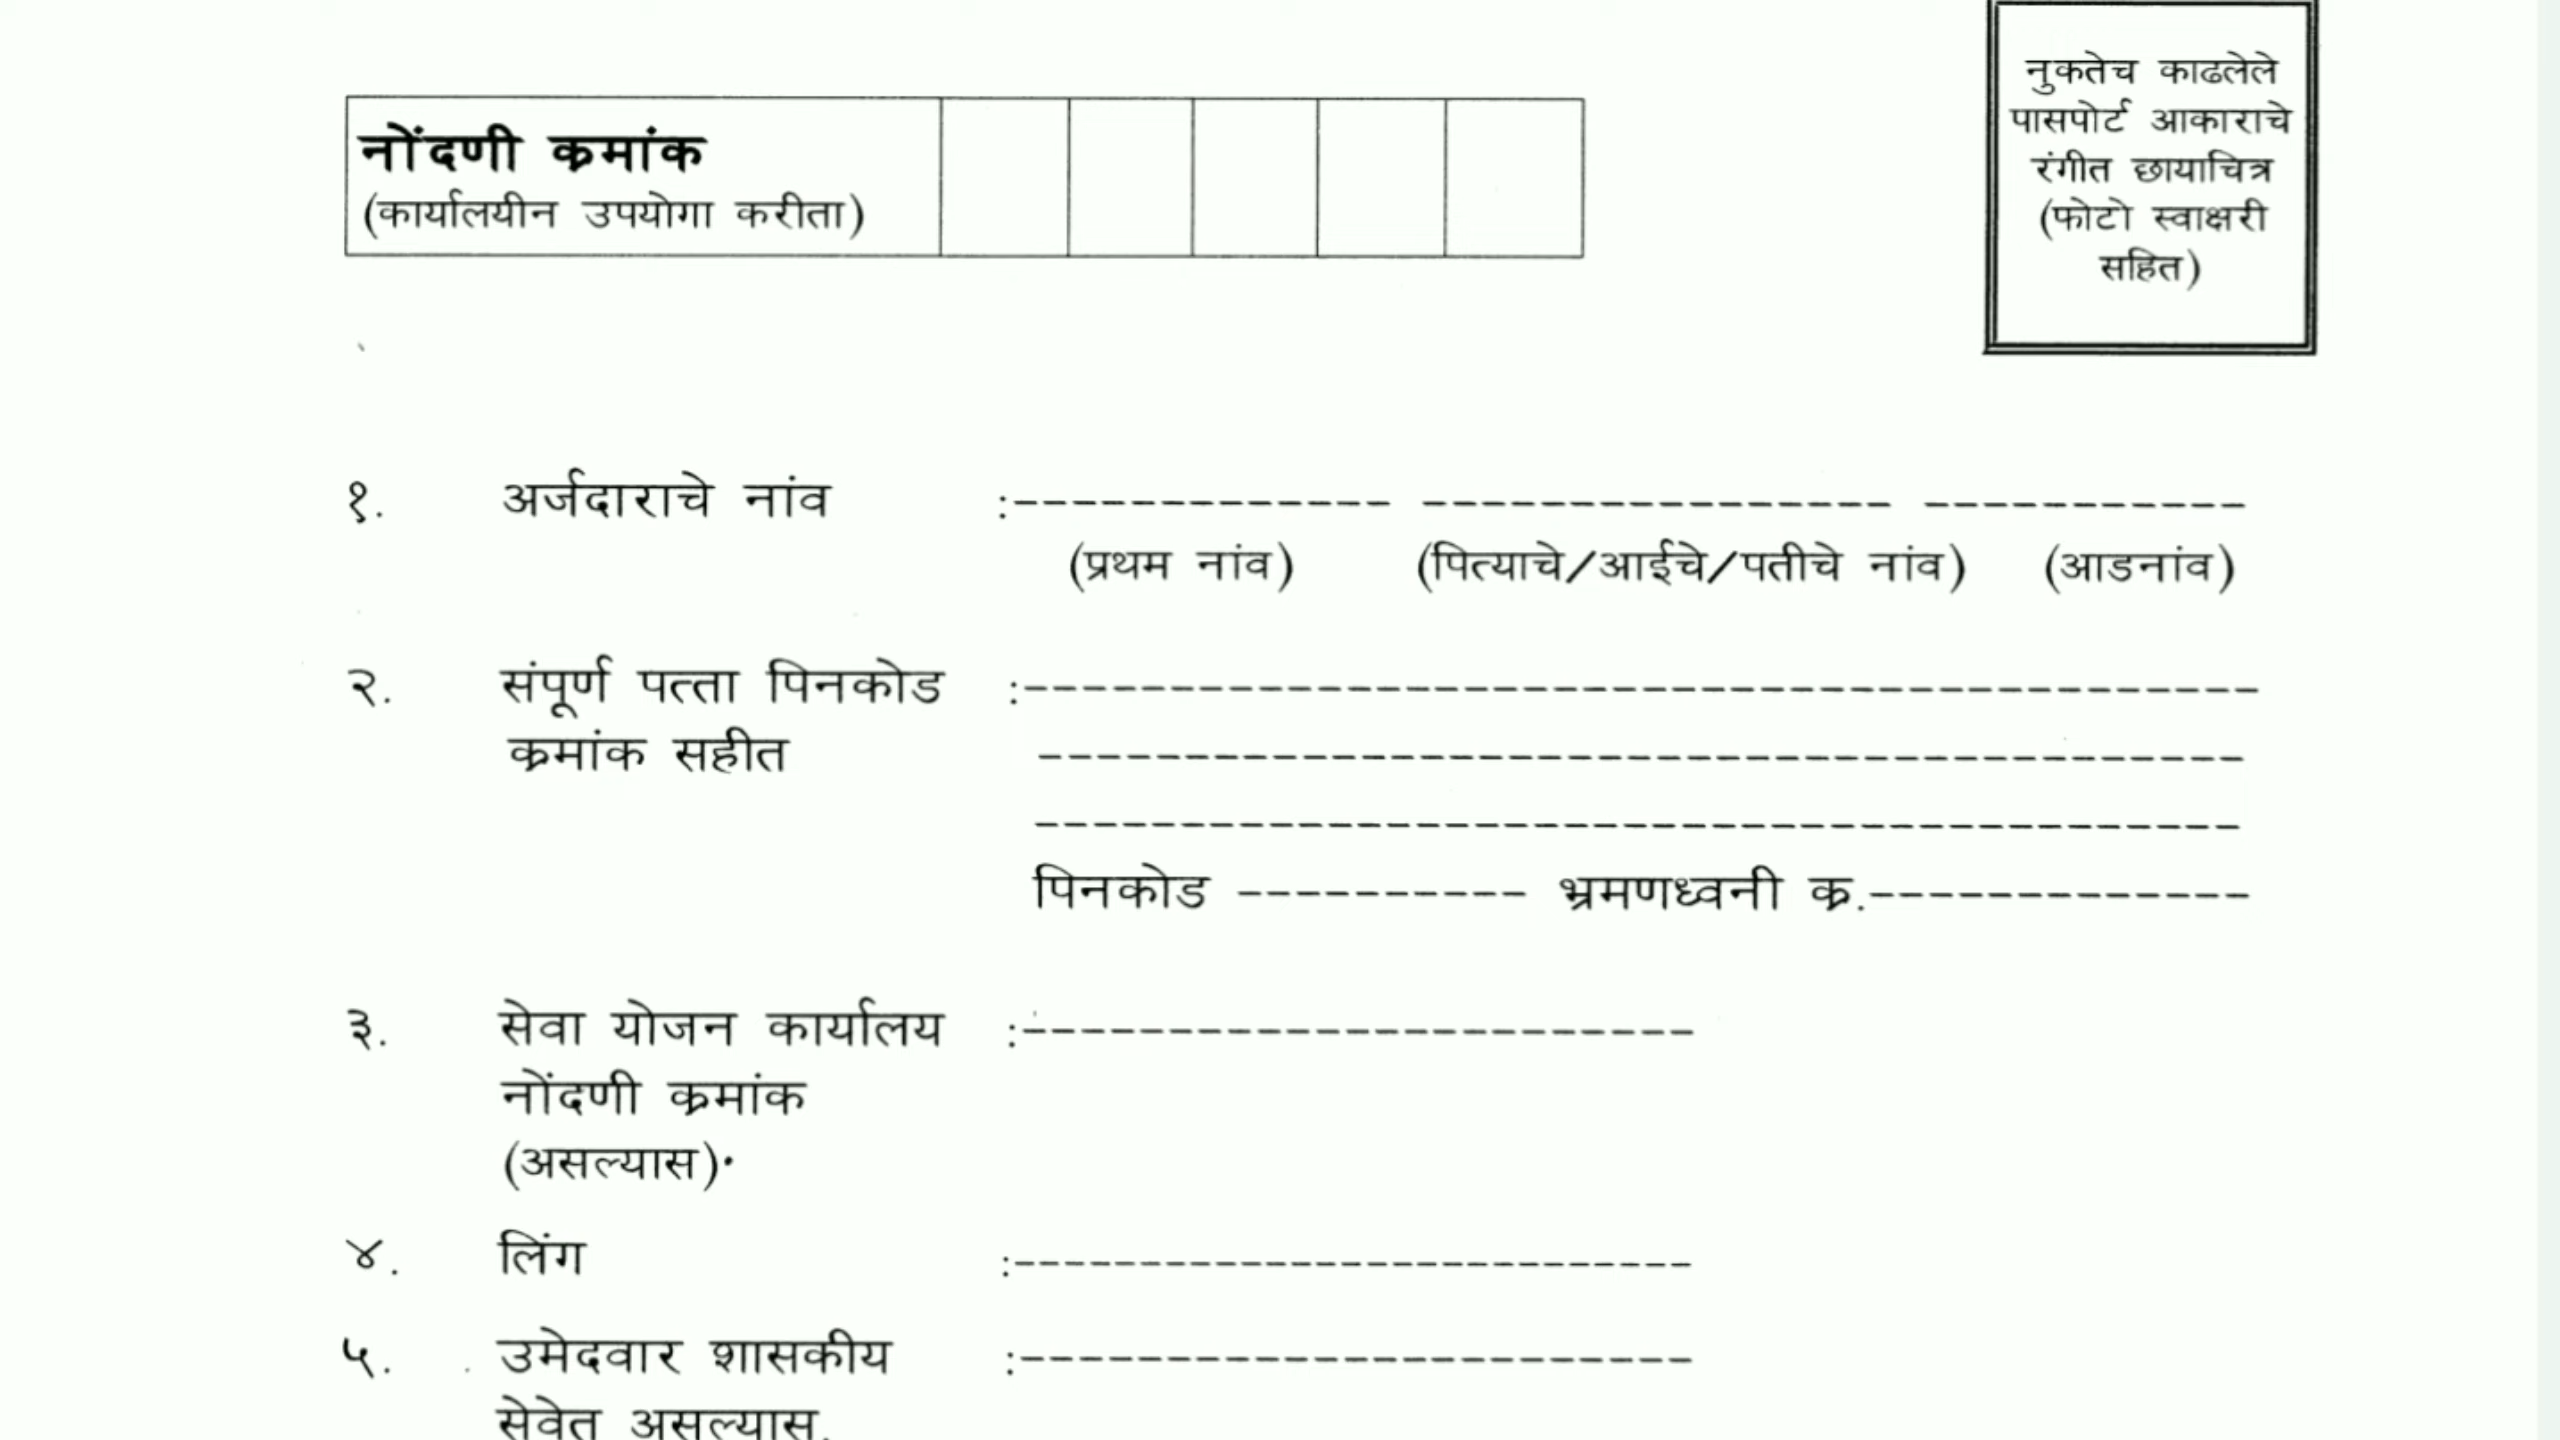 नुकतेच काढलेले
पासपोर्ट आकाराचे
रंगीत छायाचित्र
(फोटो स्वाक्षरी
सहित)
नोंदणी क्रमांक
(कार्यालयीन उपयोगा करीता)
१. अर्जदाराचे नांव :------------- ---------------- -----------
(प्रथम नांव) (पित्याचे/आईचे/पतीचे नांव) (आडनांव)
२. संपूर्ण पत्ता पिनकोड :------------------------------------------
क्रमांक सहीत -----------------------------------------
-----------------------------------------
पिनकोड ---------- भ्रमणध्वनी क्र.-------------
३. सेवा योजन कार्यालय :-----------------------
नोंदणी क्रमांक
(असल्यास)
४. लिंग :------------------------
५. उमेदवार शासकीय :-----------------------
सेवेत असल्यास.